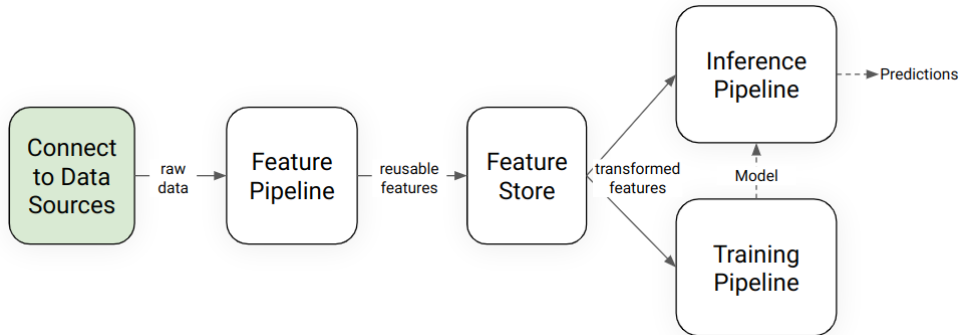 Connect
to Data
Sources
raw
data
Feature
Pipeline
reusable
features
Feature
Store
transformed
features
Inference
Pipeline
Predictions
Model
Training
Pipeline